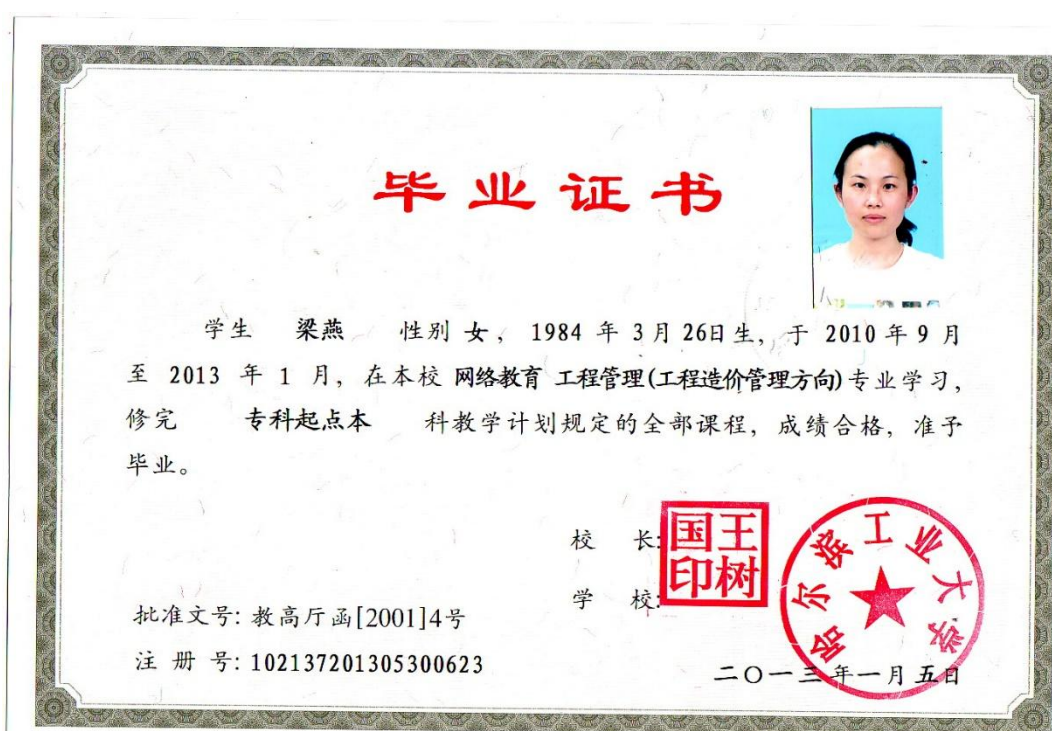 毕业证书
学生 梁燕 性别 女, 1984 年 3 月 26日 生, 于 2010 年 9 月
至 2013 年 1 月, 在本校 网络教育 工程管理(工程造价管理方向) 专业学习,
修完 专科起点本 科教学计划规定的全部课程, 成绩合格, 准予
毕业。
校 长:
国王
印树
学 校:
哈尔滨工业大学
批准文号: 教高厅函[2001]4号
注 册 号: 102137201305300623
二〇一三年一月五日